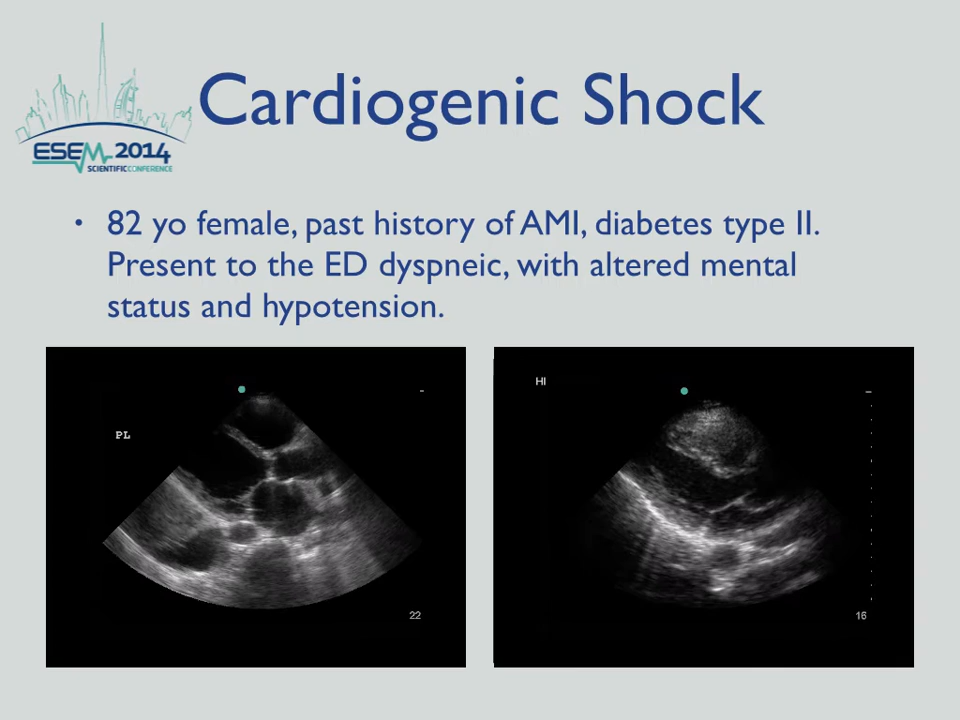 Cardiogenic Shock
ESEM 2014
SCIENTIFIC CONFERENCE
• 82 yo female, past history of AMI, diabetes type II.
Present to the ED dyspneic, with altered mental
status and hypotension.
PL
22
HI
16